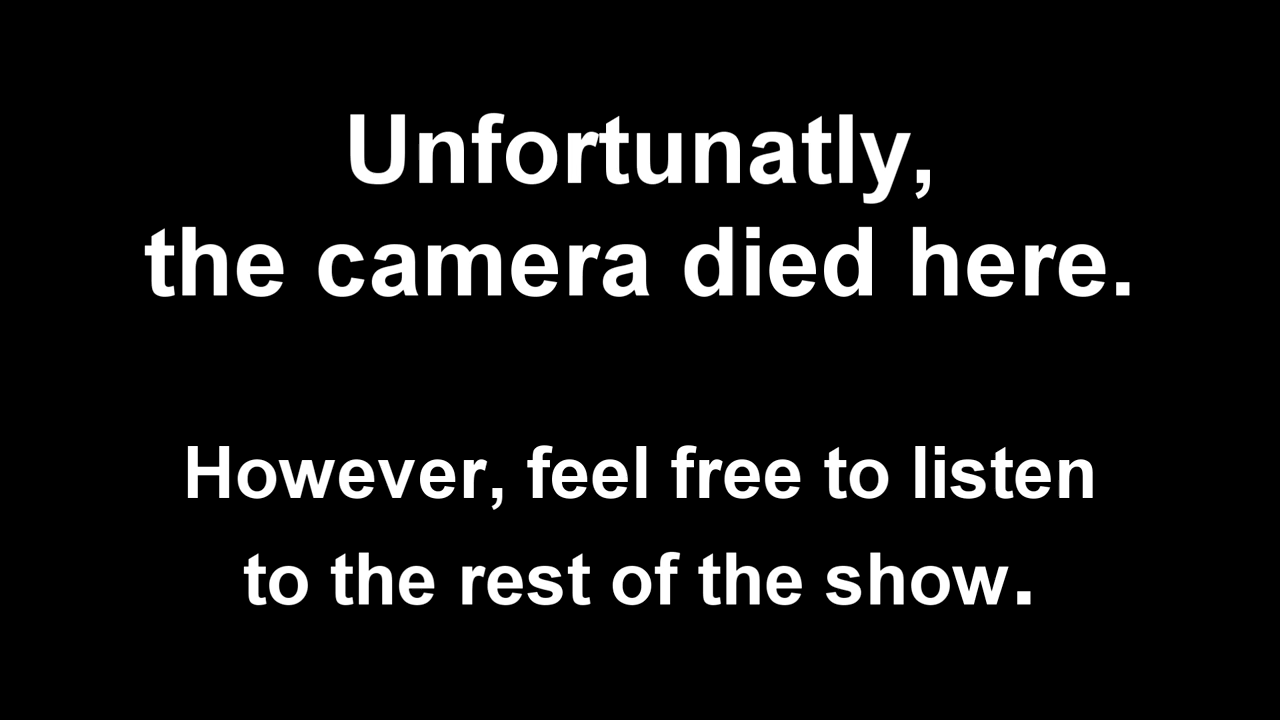 Unfortunatly,
the camera died here.
However, feel free to listen
to the rest of the show.